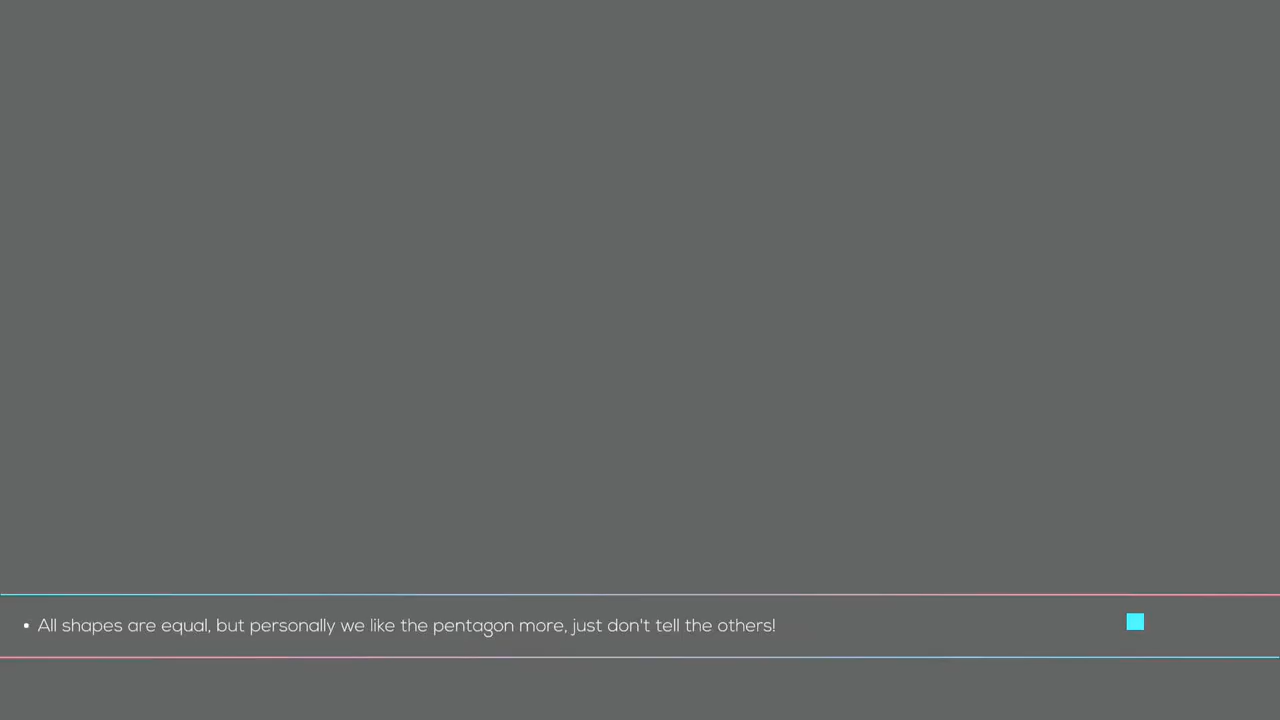 • All shapes are equal, but personally we like the pentagon more, just don't tell the others!